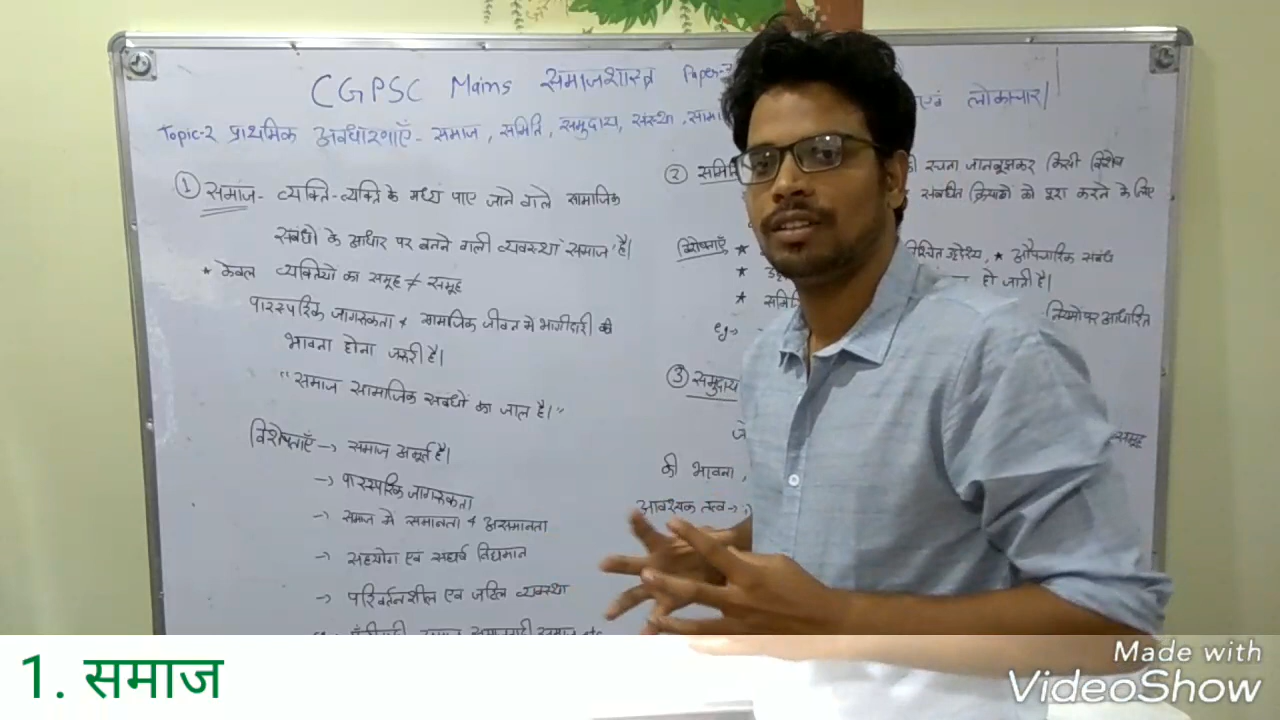 CGPSC Mains समाजशास्त्र Paper-
Topic-2 प्राथमिक अवधारणाएँ - समाज, समिति, समुदाय, संस्था, सामा एवं लोकाचार।
① समाज - व्यक्ति-व्यक्ति के मध्य पाए जाने वाले सामाजिक
संबंधो के आधार पर बनने वाली व्यवस्था 'समाज' है।
* केवल व्यक्तियों का समूह ≠ समूह
पारस्परिक जागरुकता + सामाजिक जीवन मे भागीदारी की
भावना होना जरूरी है।
"समाज सामाजिक संबंधों का जाल है।"
विशेषताएँ → समाज अमूर्त है।
→ पारस्परिक जागरुकता
→ समाज मे समानता + असमानता
→ सहयोग एवं संघर्ष विद्यमान
→ परिवर्तनशील एवं जटिल व्यवस्था
② समिति की रचना जानबूझकर किसी विशेष
संबंधित क्रियाओं को पूरा करने के लिए
विशेषताएँ * निश्चित उद्देश्य, * औपचारिक संबंध
* हो जाती है।
* समिति नियमों पर आधारित
eg →
③ समुदाय
समूह
की भावना,
आवश्यक तत्व →
1. समाज
Made with
VideoShow